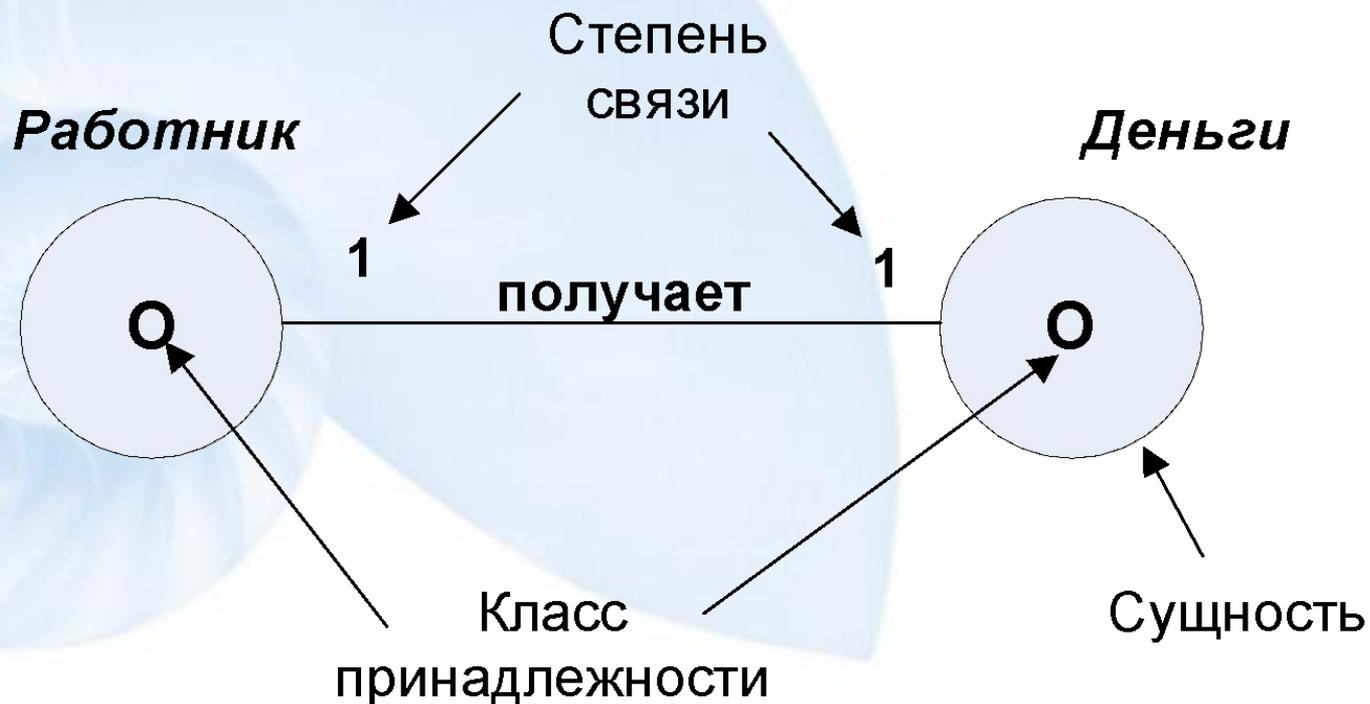 Степень
связи
Работник
Деньги
1
1
получает
О
О
Класс
принадлежности
Сущность